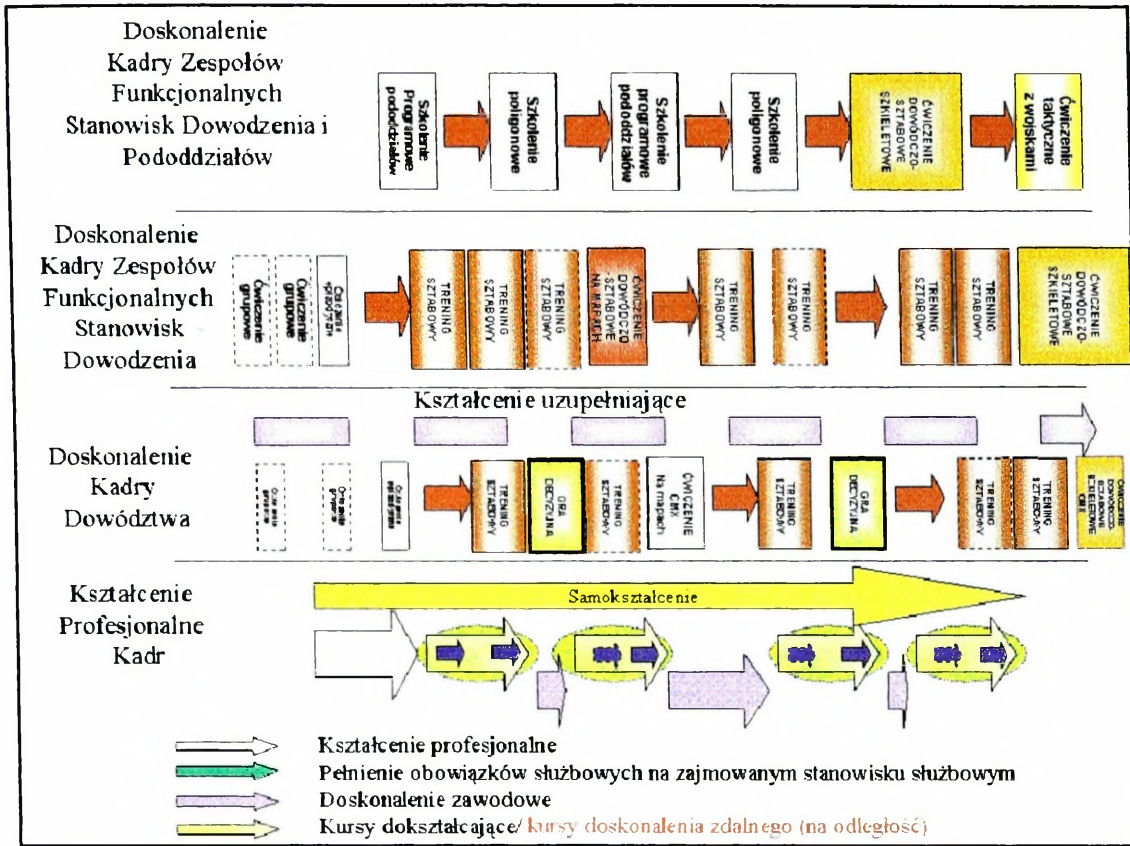 Doskonalenie
Kadry Zespołów
Funkcjonalnych
Stanowisk Dowodzenia i
Pododdziałów
Szkolenie
Programowe
pododdziałów
Szkolenie
poligonowe
Szkolenie
programowe
pododdziałów
Szkolenie
poligonowe
ĆWICZENIE
DOWÓDCZO-
SZTABOWE
SZKIELETOWE
Ćwiczenie
taktyczne
z wojskami
Doskonalenie
Kadry Zespołów
Funkcjonalnych
Stanowisk
Dowodzenia
Ćwiczenie
grupowe
Ćwiczenie
grupowe
TRENING
SZTABOWY
TRENING
SZTABOWY
TRENING
SZTABOWY
ĆWICZENIE
DOWÓDCZO
- SZTABOWE
NA MAPACH
TRENING
SZTABOWY
TRENING
SZTABOWY
TRENING
SZTABOWY
TRENING
SZTABOWY
ĆWICZENIE
DOWÓDCZO-
SZTABOWE
SZKIELETOWE
Kształcenie uzupełniające
Doskonalenie
Kadry
Dowództwa
TRENING
SZTABOWY
GRA
DECYZYJNA
TRENING
SZTABOWY
ĆWICZENIE
CMX
Na mapach
TRENING
SZTABOWY
GRA
DECYZYJNA
TRENING
SZTABOWY
TRENING
SZTABOWY
ĆWICZENIE
DOWÓDCZO
SZTABOWE
SZKIELETOWE
Kształcenie
Profesjonalne
Kadr
Samokształcenie
Kształcenie profesjonalne
Pełnienie obowiązków służbowych na zajmowanym stanowisku służbowym
Doskonalenie zawodowe
Kursy dokształcające/ kursy doskonalenia zdalnego (na odległość)